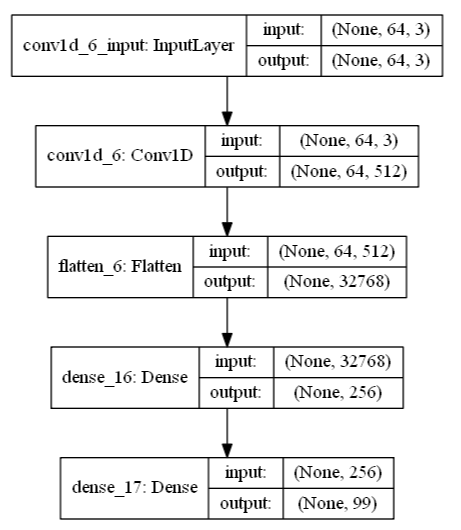 conv1d_6_input: InputLayer
input: (None, 64, 3)
output: (None, 64, 3)
conv1d_6: Conv1D
input: (None, 64, 3)
output: (None, 64, 512)
flatten_6: Flatten
input: (None, 64, 512)
output: (None, 32768)
dense_16: Dense
input: (None, 32768)
output: (None, 256)
dense_17: Dense
input: (None, 256)
output: (None, 99)